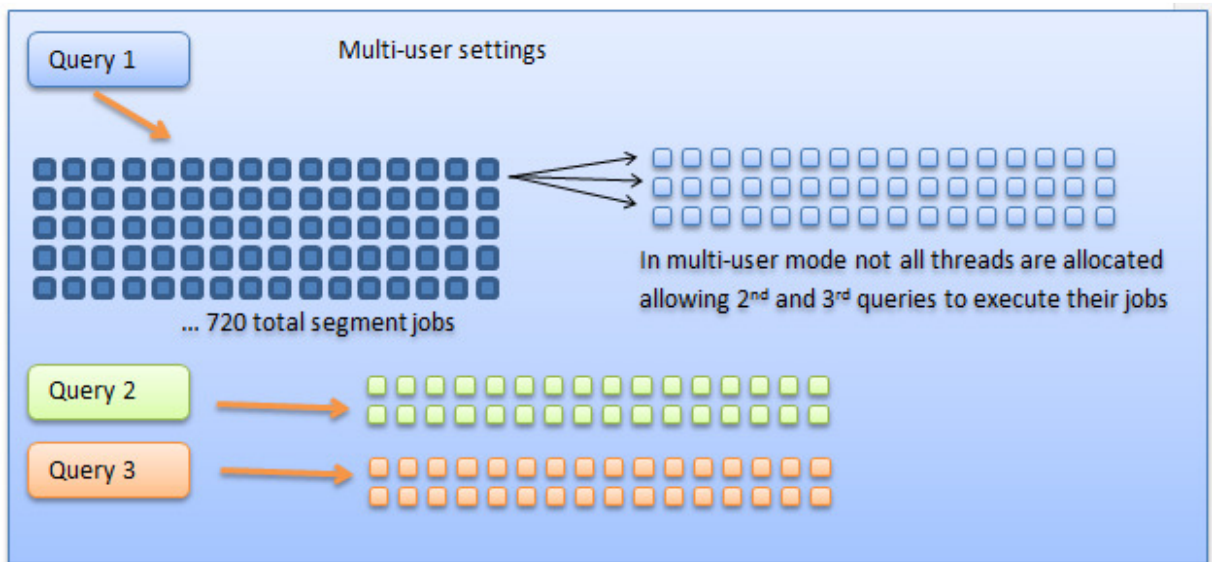 Multi-user settings
Query 1
In multi-user mode not all threads are allocated
allowing 2nd and 3rd queries to execute their jobs
... 720 total segment jobs
Query 2
Query 3